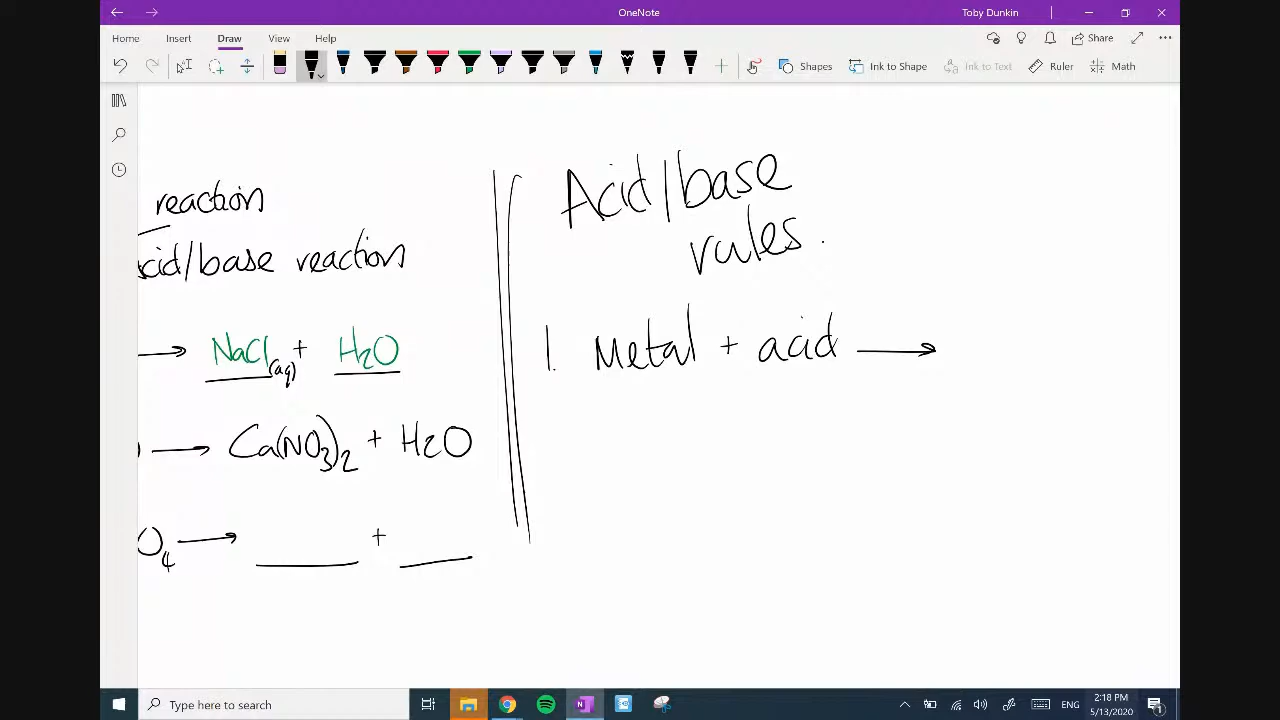 OneNote
Toby Dunkin
Home Insert Draw View Help
Share
Shapes Ink to Shape Ink to Text Ruler Math
reaction
cid/base reaction
→ NaCl(aq) + H2O
→ Ca(NO3)2 + H2O
O4 → ____ + ____
Acid/base
rules.
1. Metal + acid →
Type here to search
ENG
2:18 PM
5/13/2020